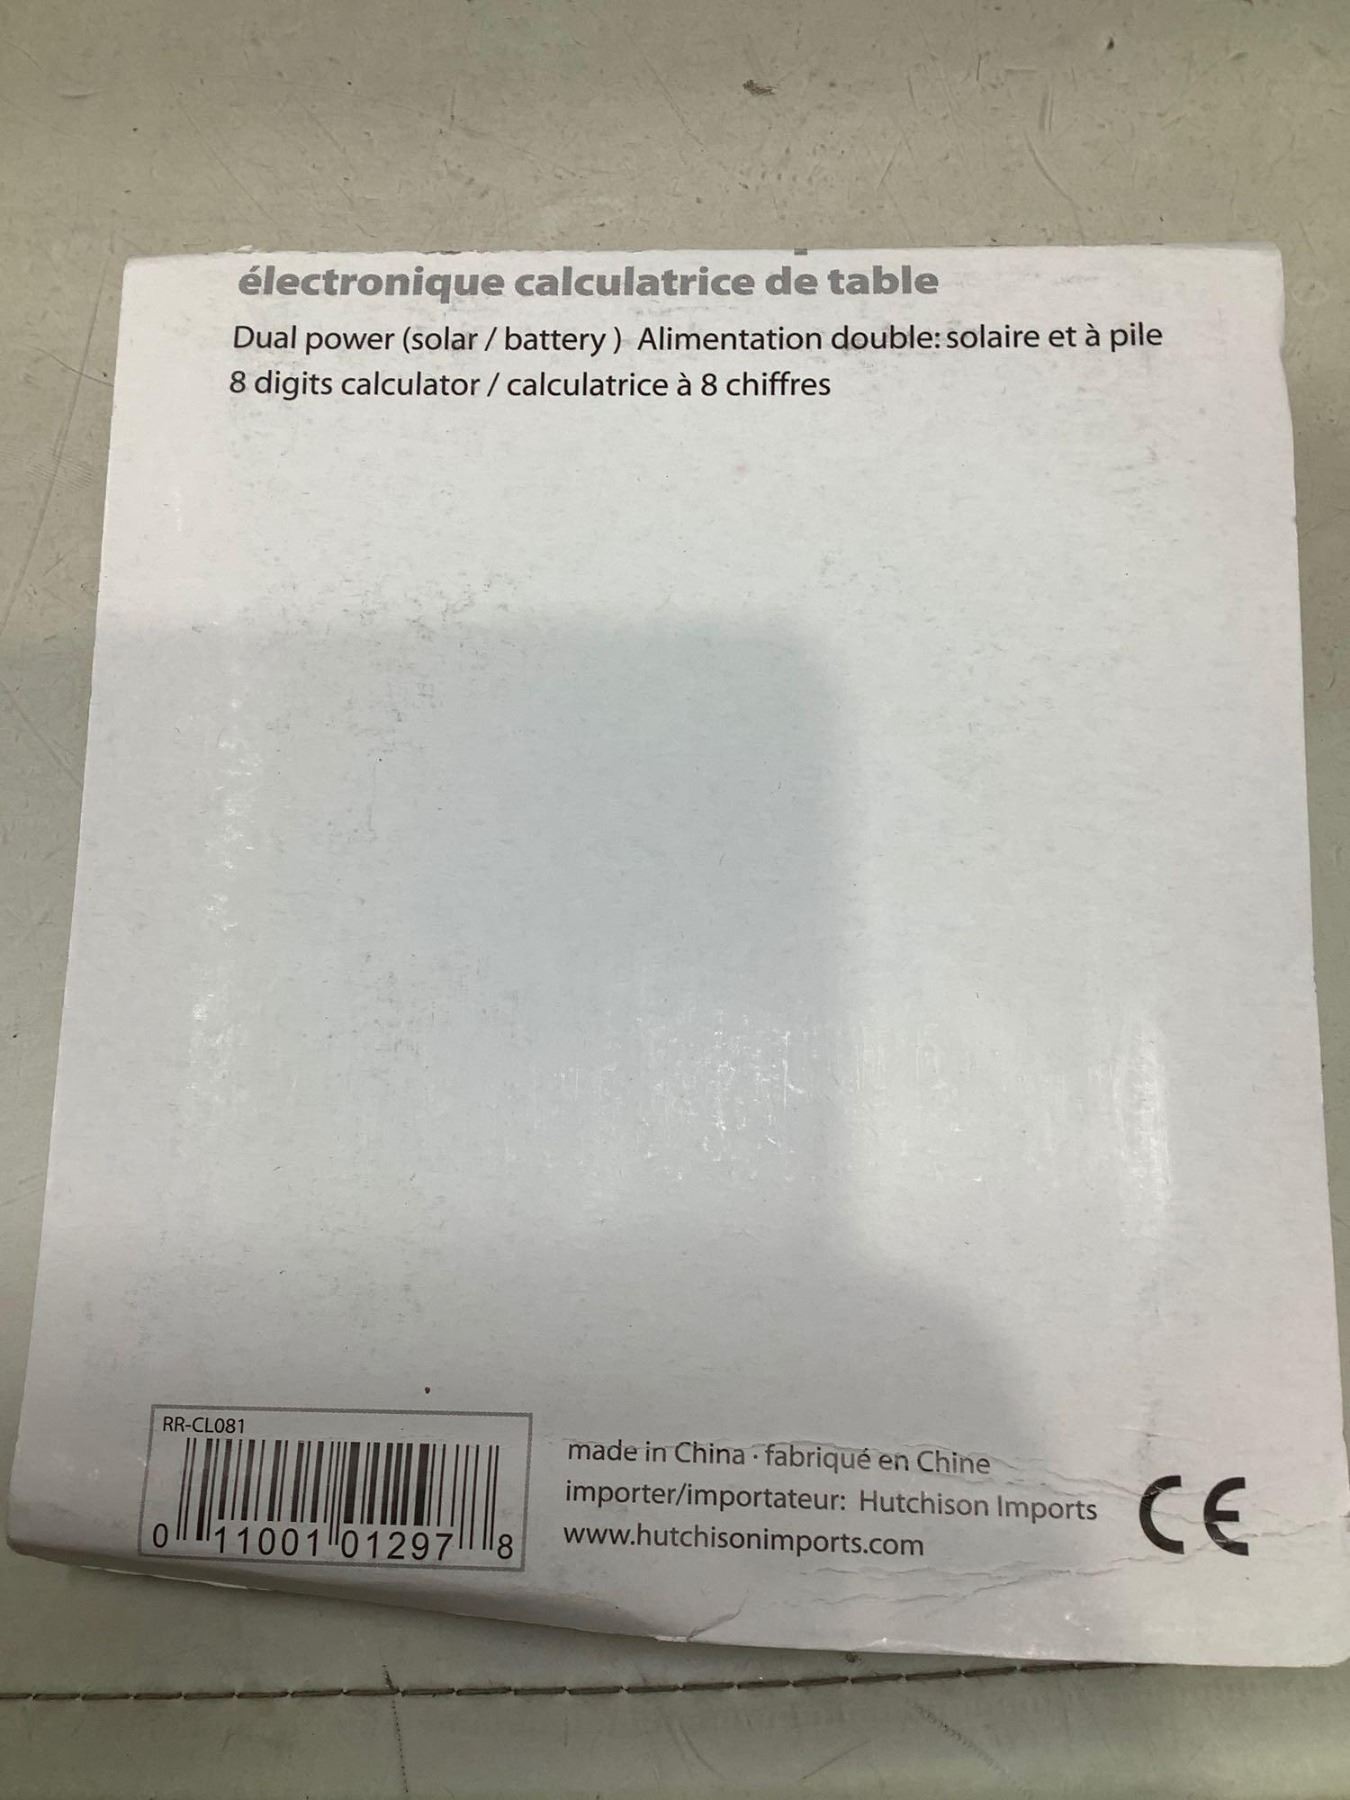 électronique calculatrice de table
Dual power (solar / battery ) Alimentation double: solaire et à pile
8 digits calculator / calculatrice à 8 chiffres
RR-CL081
0 11001 01297 8
made in China · fabriqué en Chine
importer/importateur: Hutchison Imports
www.hutchisonimports.com
CE